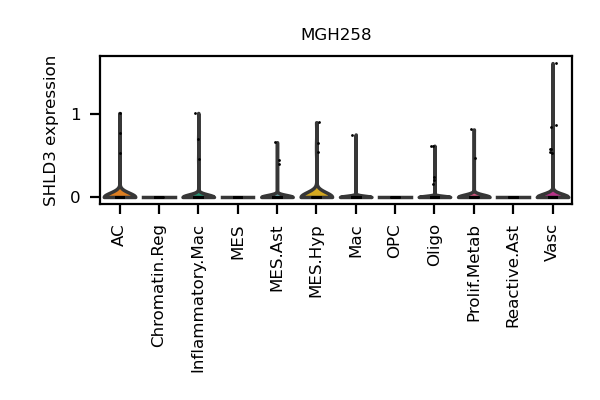 MGH258
SHLD3 expression
1
0
AC
Chromatin.Reg
Inflammatory.Mac
MES
MES.Ast
MES.Hyp
Mac
OPC
Oligo
Prolif.Metab
Reactive.Ast
Vasc